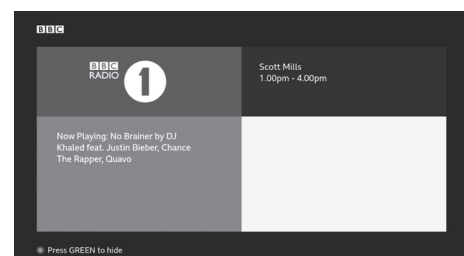 BBC
BBC
RADIO
1
Scott Mills
1.00pm - 4.00pm
Now Playing: No Brainer by DJ
Khaled feat. Justin Bieber, Chance
The Rapper, Quavo
Press GREEN to hide